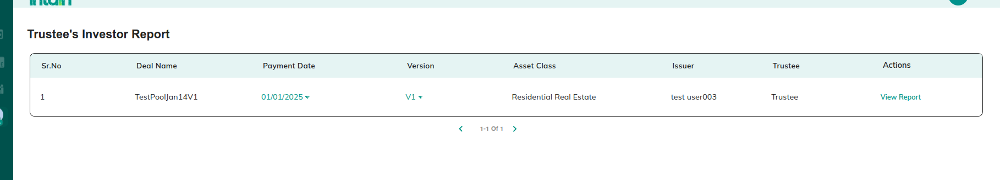 Trustee's Investor Report
Sr.No Deal Name Payment Date Version Asset Class Issuer Trustee Actions
1 TestPoolJan14V1 01/01/2025 V1 Residential Real Estate test user003 Trustee View Report
1-1 Of 1